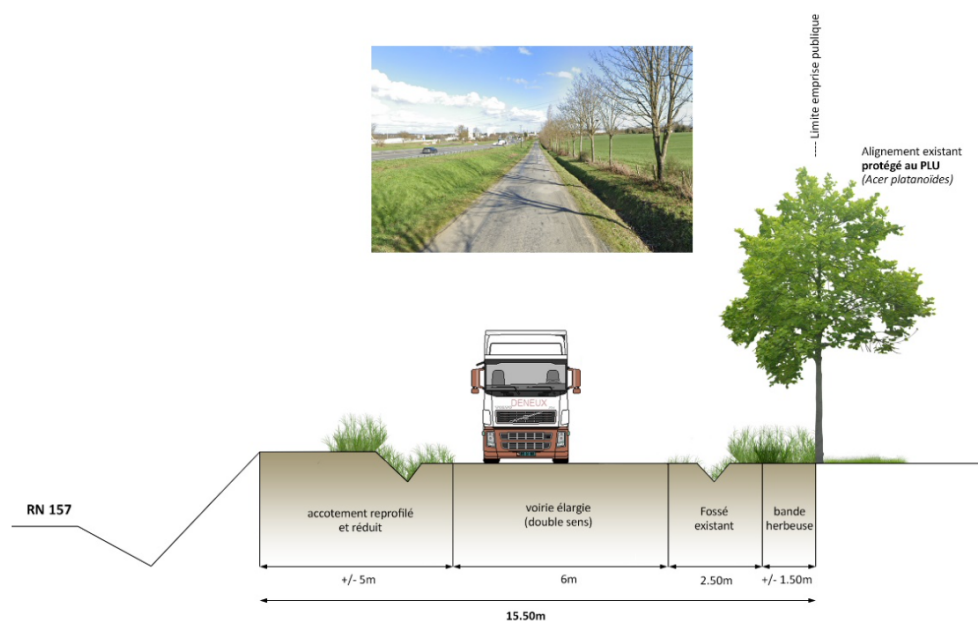 ---- Limite emprise publique
Alignement existant
protégé au PLU
(Acer platanoïdes)
DENEUX
RN 157
accotement reprofilé
et réduit
voirie élargie
(double sens)
Fossé
existant
bande
herbeuse
+/- 5m
6m
2.50m
+/- 1.50m
15.50m